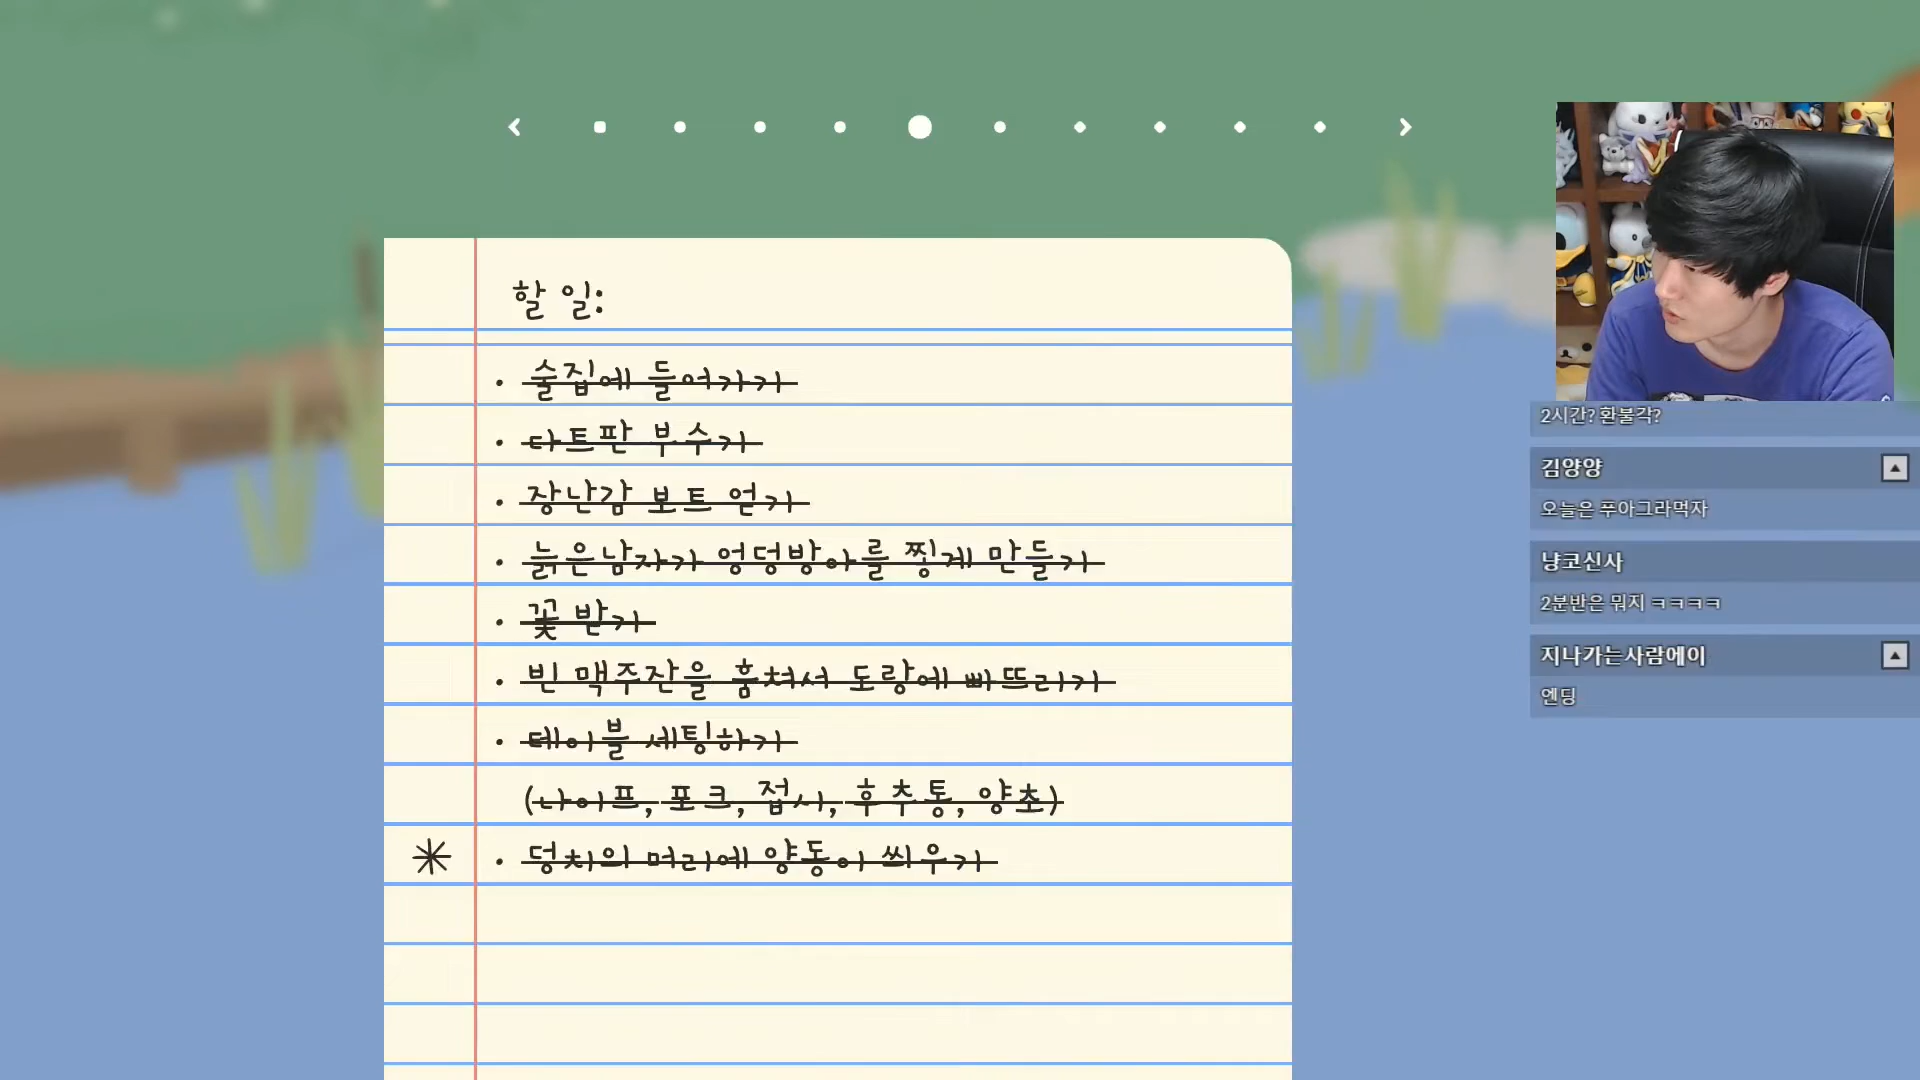 할 일:
• 술집에 들어가기
• 다트판 부수기
• 장난감 보트 얻기
• 늙은남자가 엉덩방아를 찧게 만들기
• 꽃 받기
• 빈 맥주잔을 훔쳐서 도랑에 빠뜨리기
• 테이블 세팅하기
(나이프, 포크, 접시, 후추통, 양초)
• 덩치의 머리에 양동이 씌우기
2시간? 환불각?
김양양
오늘은 푸아그라먹자
냥코신사
2분반은 뭐지 ㅋㅋㅋㅋ
지나가는사람에이
엔딩